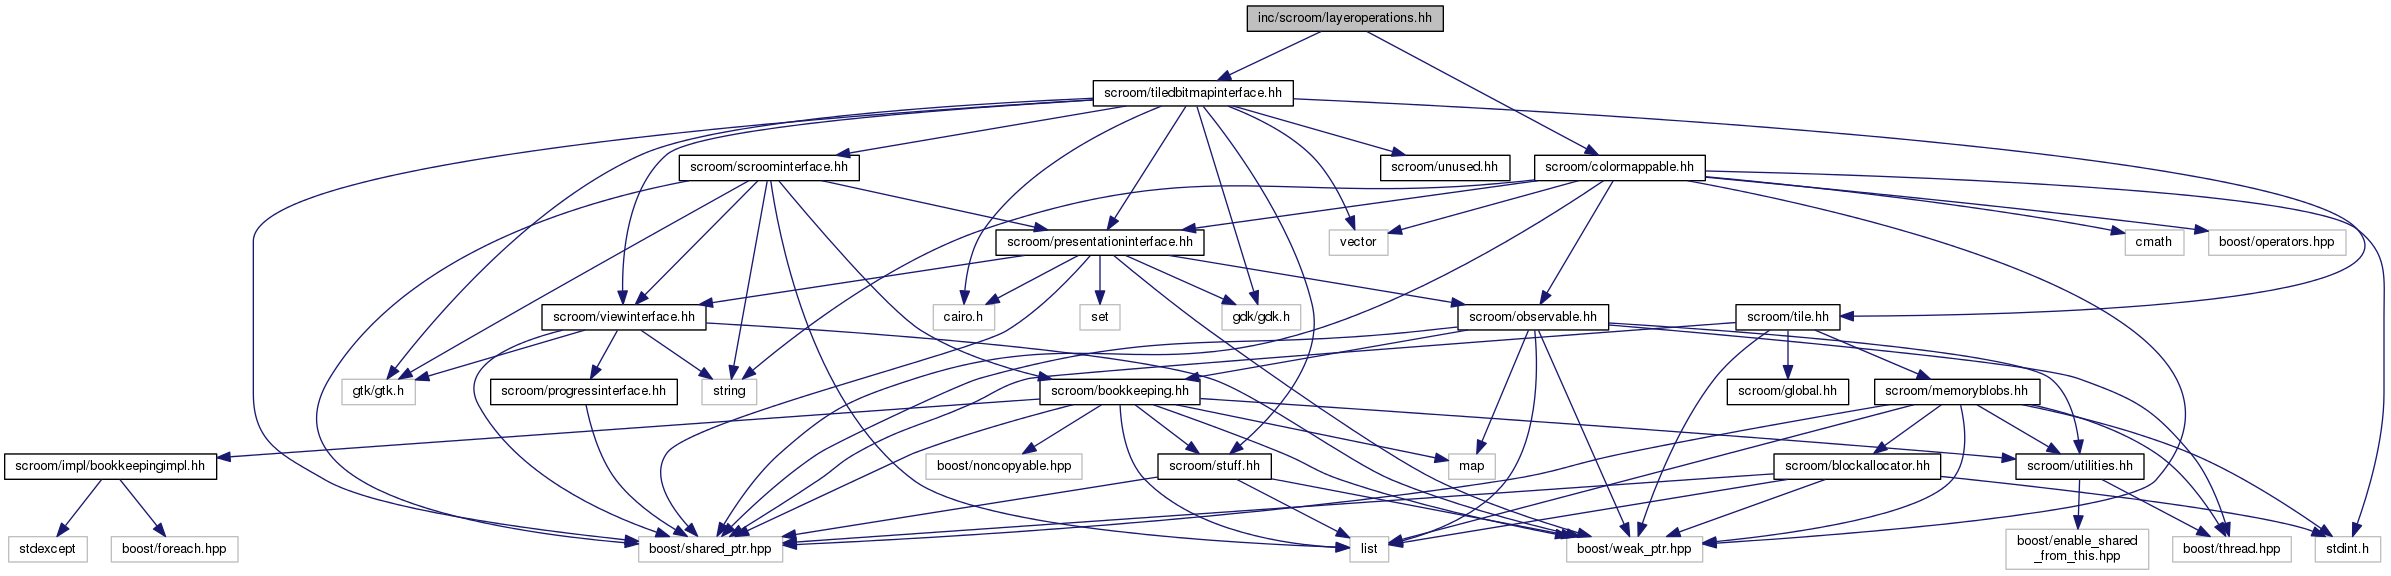 inc/scroom/layeroperations.hh
scroom/tiledbitmapinterface.hh
scroom/scroominterface.hh
scroom/unused.hh
scroom/colormappable.hh
scroom/presentationinterface.hh
vector
cmath
boost/operators.hpp
scroom/viewinterface.hh
cairo.h
set
gdk/gdk.h
scroom/observable.hh
scroom/tile.hh
gtk/gtk.h
scroom/progressinterface.hh
string
scroom/bookkeeping.hh
scroom/global.hh
scroom/memoryblobs.hh
scroom/impl/bookkeepingimpl.hh
boost/noncopyable.hpp
scroom/stuff.hh
map
scroom/blockallocator.hh
scroom/utilities.hh
stdexcept
boost/foreach.hpp
boost/shared_ptr.hpp
list
boost/weak_ptr.hpp
boost/enable_shared
_from_this.hpp
boost/thread.hpp
stdint.h